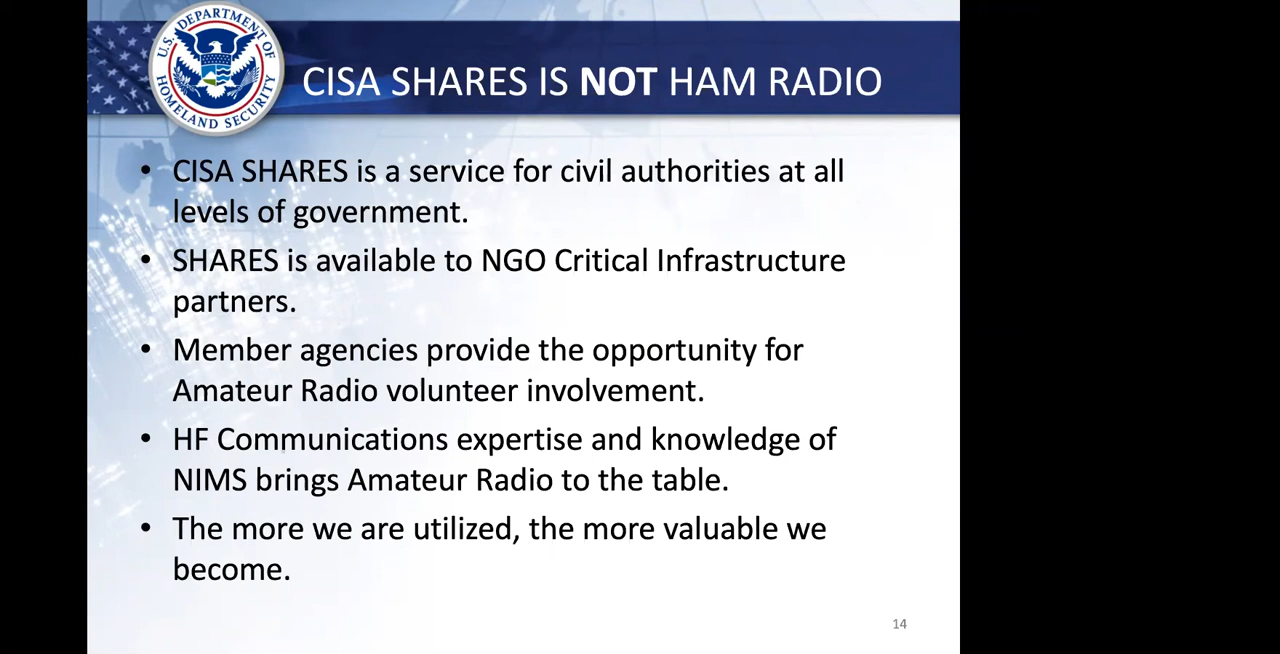 U.S. DEPARTMENT OF
HOMELAND SECURITY
CISA SHARES IS NOT HAM RADIO
• CISA SHARES is a service for civil authorities at all
levels of government.
• SHARES is available to NGO Critical Infrastructure
partners.
• Member agencies provide the opportunity for
Amateur Radio volunteer involvement.
• HF Communications expertise and knowledge of
NIMS brings Amateur Radio to the table.
• The more we are utilized, the more valuable we
become.
14